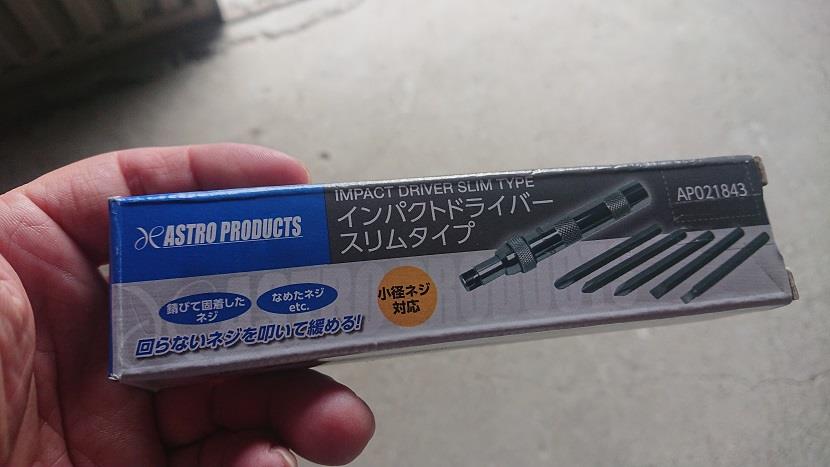 IMPACT DRIVER SLIM TYPE
インパクトドライバー
スリムタイプ
AP021843
ASTRO PRODUCTS
錆びて固着した
ネジ
なめたネジ
etc.
小径ネジ
対応
回らないネジを叩いて緩める!